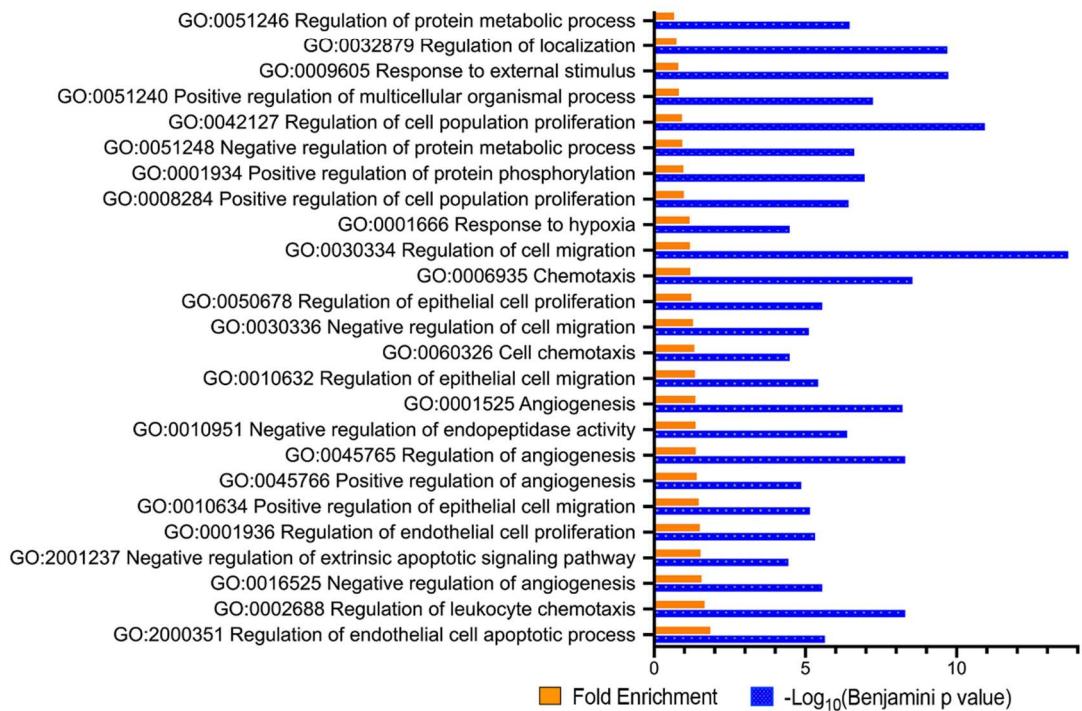 GO:0051246 Regulation of protein metabolic process
GO:0032879 Regulation of localization
GO:0009605 Response to external stimulus
GO:0051240 Positive regulation of multicellular organismal process
GO:0042127 Regulation of cell population proliferation
GO:0051248 Negative regulation of protein metabolic process
GO:0001934 Positive regulation of protein phosphorylation
GO:0008284 Positive regulation of cell population proliferation
GO:0001666 Response to hypoxia
GO:0030334 Regulation of cell migration
GO:0006935 Chemotaxis
GO:0050678 Regulation of epithelial cell proliferation
GO:0030336 Negative regulation of cell migration
GO:0060326 Cell chemotaxis
GO:0010632 Regulation of epithelial cell migration
GO:0001525 Angiogenesis
GO:0010951 Negative regulation of endopeptidase activity
GO:0045765 Regulation of angiogenesis
GO:0045766 Positive regulation of angiogenesis
GO:0010634 Positive regulation of epithelial cell migration
GO:0001936 Regulation of endothelial cell proliferation
GO:2001237 Negative regulation of extrinsic apoptotic signaling pathway
GO:0016525 Negative regulation of angiogenesis
GO:0002688 Regulation of leukocyte chemotaxis
GO:2000351 Regulation of endothelial cell apoptotic process
0 5 10
Fold Enrichment -Log10(Benjamini p value)